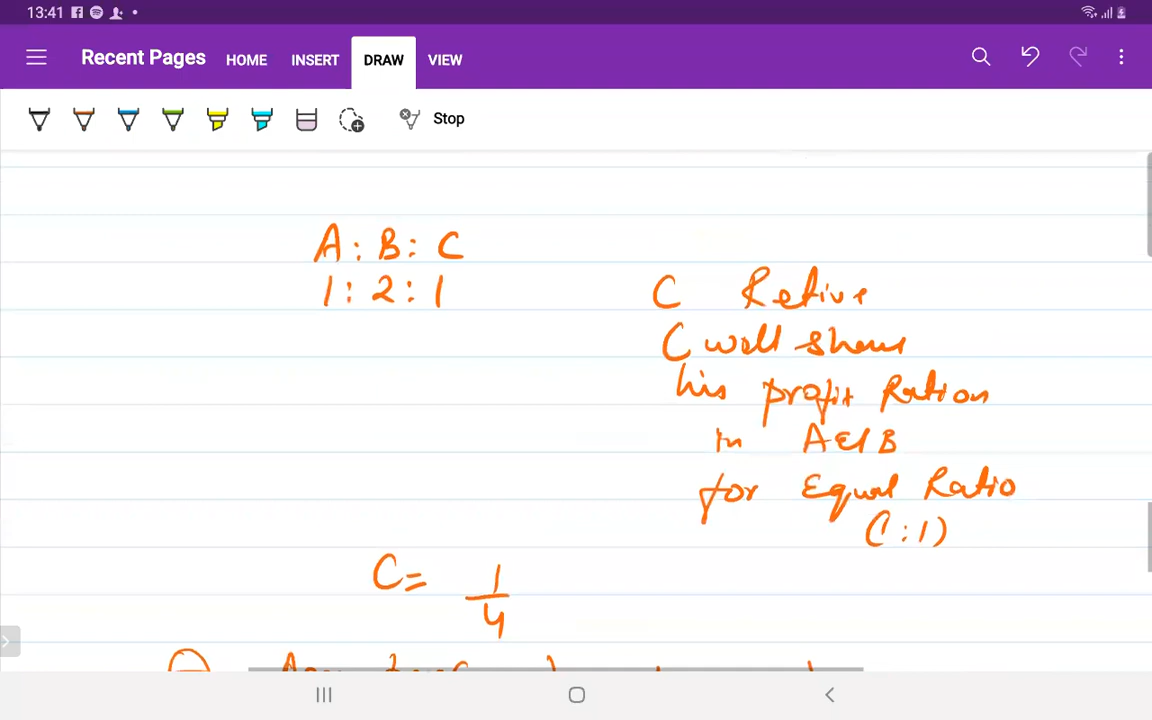 13:41
Recent Pages HOME INSERT DRAW VIEW
Stop
A : B : C
1 : 2 : 1
C Retire
C will share
his profit Ration
in A & B
for Equal Ratio
(1 : 1)
C = 1/4